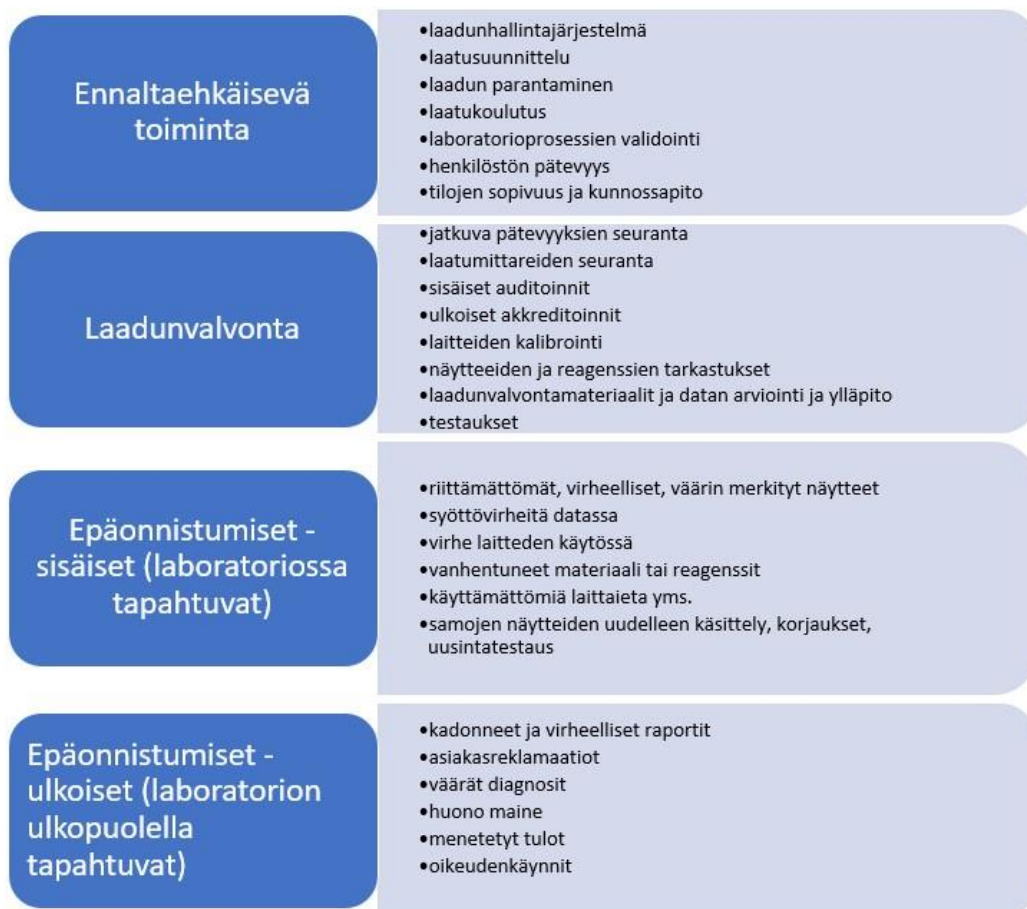 Ennaltaehkäisevä
toiminta
•laadunhallintajärjestelmä
•laatusuunnittelu
•laadun parantaminen
•laatukoulutus
•laboratorioprosessien validointi
•henkilöstön pätevyys
•tilojen sopivuus ja kunnossapito
Laadunvalvonta
•jatkuva pätevyyksien seuranta
•laatumittareiden seuranta
•sisäiset auditoinnit
•ulkoiset akkreditoinnit
•laitteiden kalibrointi
•näytteeiden ja reagenssien tarkastukset
•laadunvalvontamateriaalit ja datan arviointi ja ylläpito
•testaukset
Epäonnistumiset -
sisäiset (laboratoriossa
tapahtuvat)
•riittämättömät, virheelliset, väärin merkityt näytteet
•syöttövirheitä datassa
•virhe laitteden käytössä
•vanhentuneet materiaali tai reagenssit
•käyttämättömiä laittaieta yms.
•samojen näytteiden uudelleen käsittely, korjaukset,
uusintatestaus
Epäonnistumiset -
ulkoiset (laboratorion
ulkopuolella
tapahtuvat)
•kadonneet ja virheelliset raportit
•asiakasreklamaatiot
•väärät diagnosit
•huono maine
•menetetyt tulot
•oikeudenkäynnit